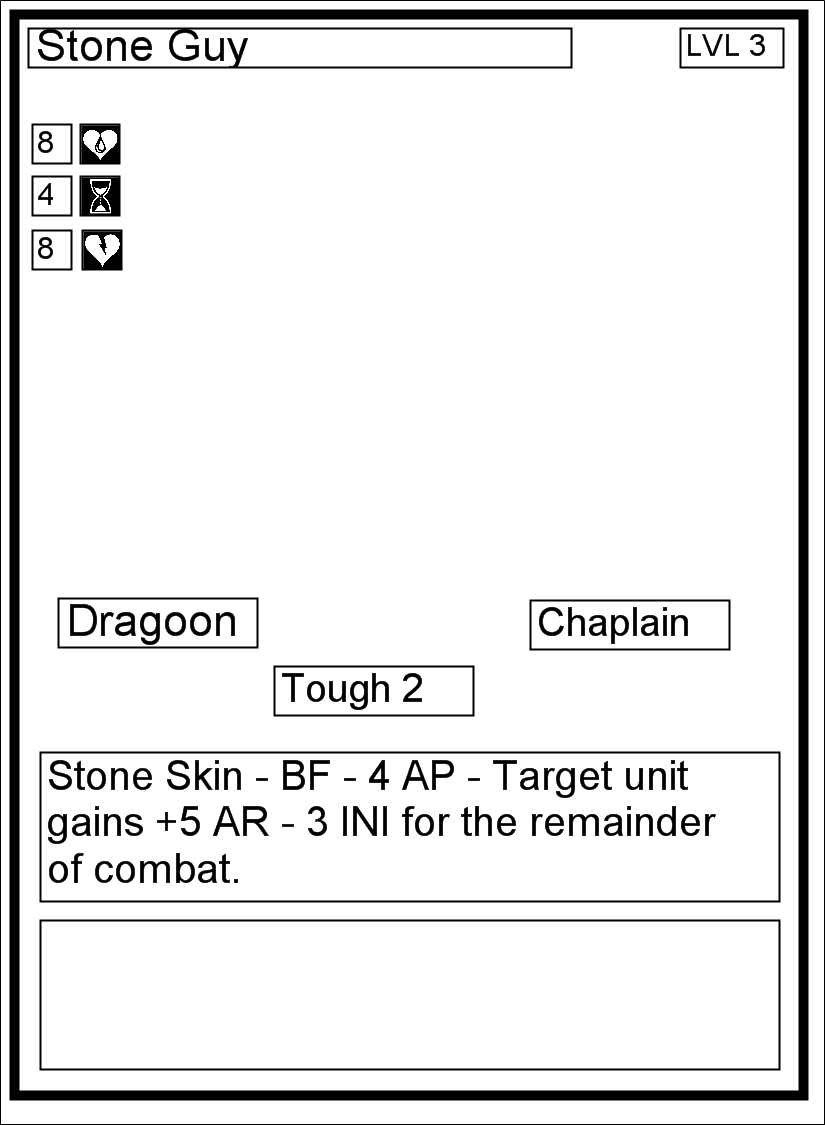 Stone Guy
LVL 3
8
4
8
Dragoon
Chaplain
Tough 2
Stone Skin - BF - 4 AP - Target unit
gains +5 AR - 3 INI for the remainder
of combat.